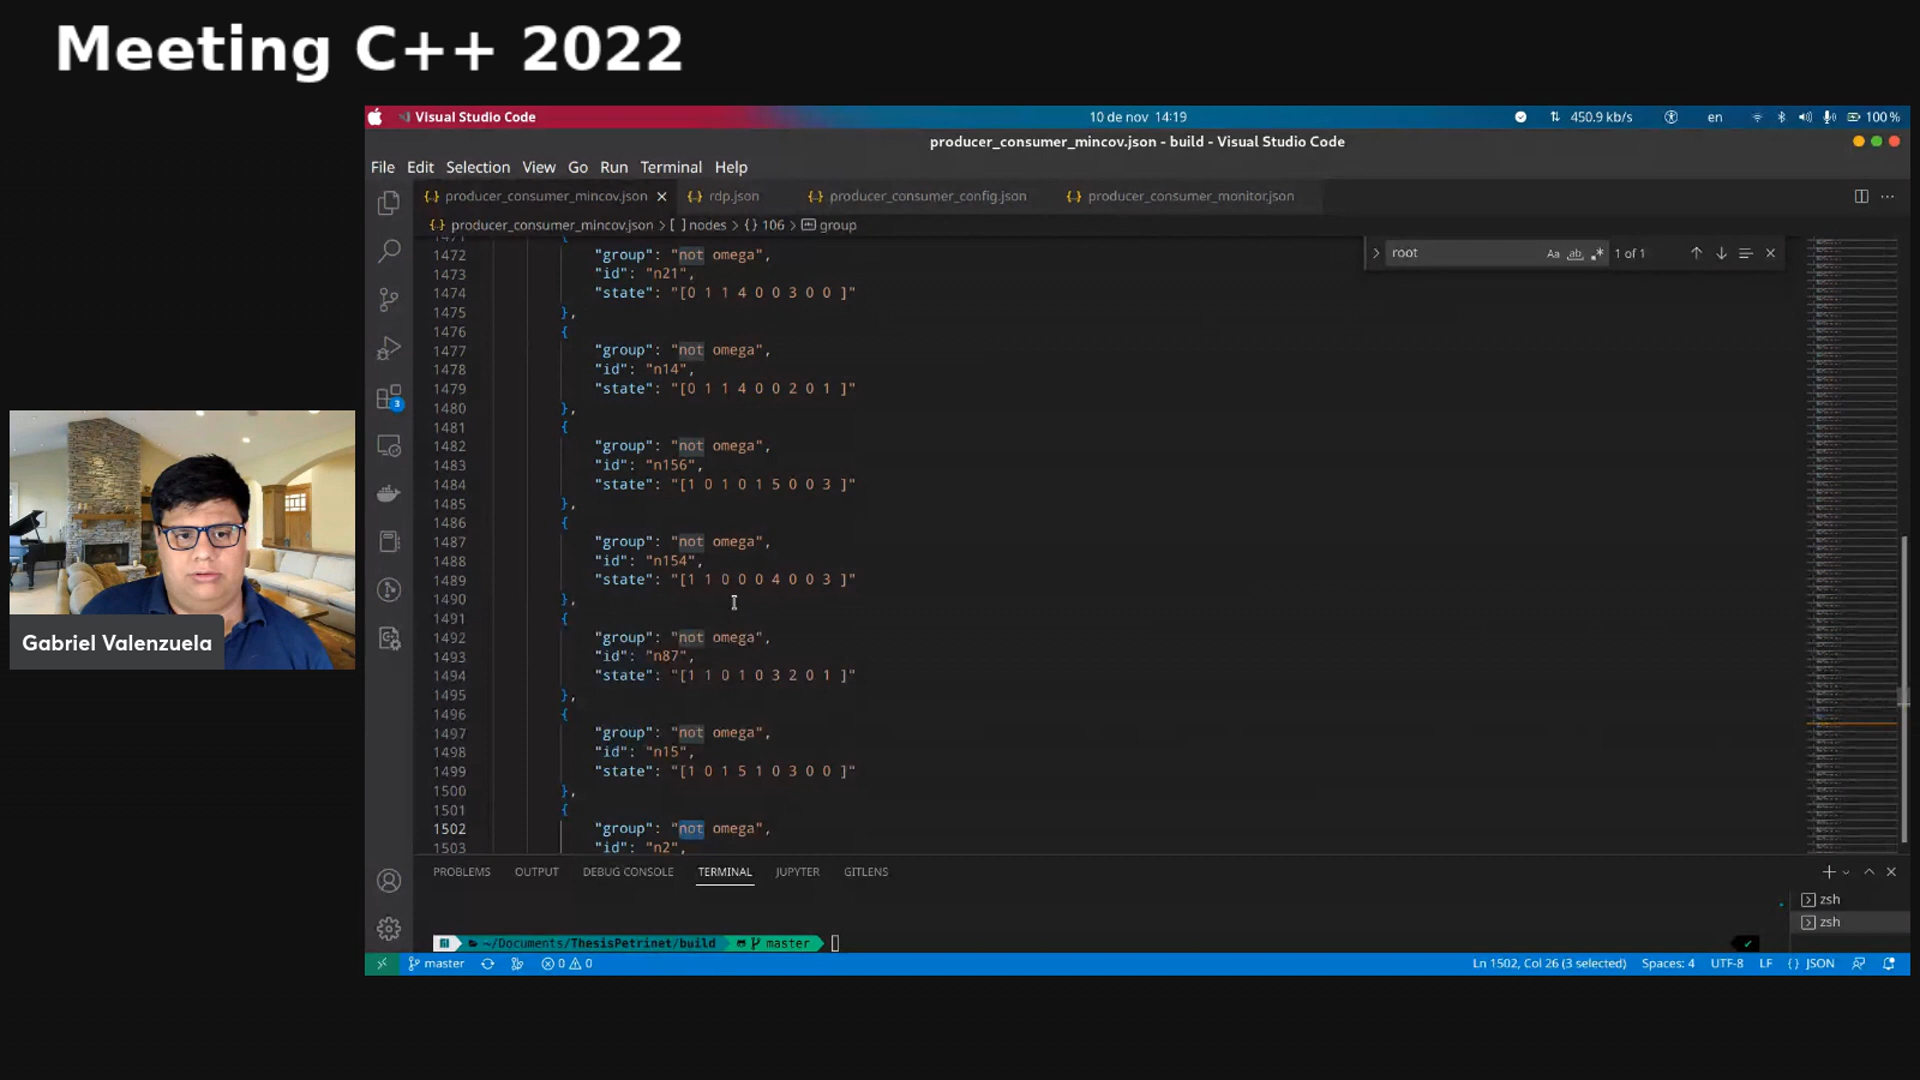 Meeting C++ 2022
Visual Studio Code
10 de nov 14:19
450.9 kb/s
en
100 %
producer_consumer_mincov.json - build - Visual Studio Code
File Edit Selection View Go Run Terminal Help
producer_consumer_mincov.json
rdp.json
producer_consumer_config.json
producer_consumer_monitor.json
producer_consumer_mincov.json > [ ] nodes > {} 106 > group
root
Aa ab 1 of 1
1472 "group": "not omega",
1473 "id": "n21",
1474 "state": "[0 1 1 4 0 0 3 0 0 ]"
1475 },
1476 {
1477 "group": "not omega",
1478 "id": "n14",
1479 "state": "[0 1 1 4 0 0 2 0 1 ]"
1480 },
1481 {
1482 "group": "not omega",
1483 "id": "n156",
1484 "state": "[1 0 1 0 1 5 0 0 3 ]"
1485 },
1486 {
1487 "group": "not omega",
1488 "id": "n154",
1489 "state": "[1 1 0 0 0 4 0 0 3 ]"
1490 },
1491 {
1492 "group": "not omega",
1493 "id": "n87",
1494 "state": "[1 1 0 1 0 3 2 0 1 ]"
1495 },
1496 {
1497 "group": "not omega",
1498 "id": "n15",
1499 "state": "[1 0 1 5 1 0 3 0 0 ]"
1500 },
1501 {
1502 "group": "not omega",
1503 "id": "n2",
3
Gabriel Valenzuela
PROBLEMS OUTPUT DEBUG CONSOLE TERMINAL JUPYTER GITLENS
zsh
zsh
~/Documents/ThesisPetrinet/build master
master 0 0
Ln 1502, Col 26 (3 selected) Spaces: 4 UTF-8 LF {} JSON